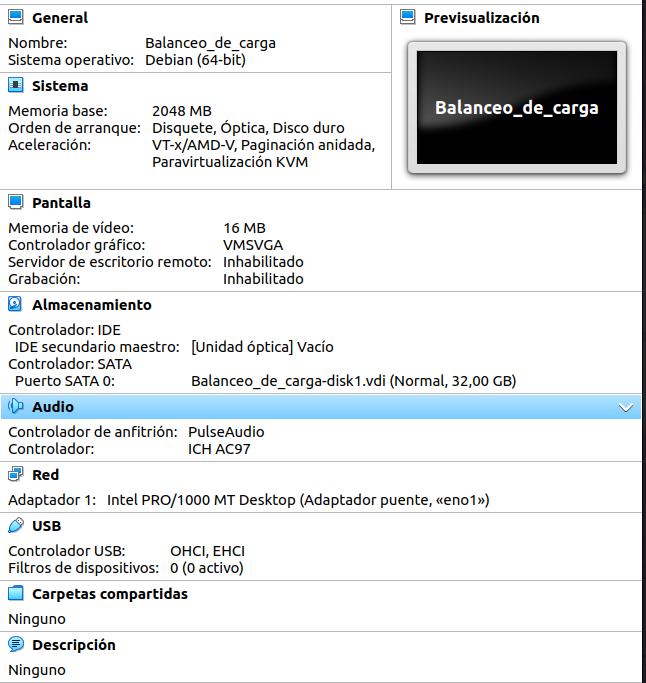 General
Nombre: Balanceo_de_carga
Sistema operativo: Debian (64-bit)
Previsualización
Balanceo_de_carga
Sistema
Memoria base: 2048 MB
Orden de arranque: Disquete, Óptica, Disco duro
Aceleración: VT-x/AMD-V, Paginación anidada,
Paravirtualización KVM
Pantalla
Memoria de vídeo: 16 MB
Controlador gráfico: VMSVGA
Servidor de escritorio remoto: Inhabilitado
Grabación: Inhabilitado
Almacenamiento
Controlador: IDE
IDE secundario maestro: [Unidad óptica] Vacío
Controlador: SATA
Puerto SATA 0: Balanceo_de_carga-disk1.vdi (Normal, 32,00 GB)
Audio
Controlador de anfitrión: PulseAudio
Controlador: ICH AC97
Red
Adaptador 1: Intel PRO/1000 MT Desktop (Adaptador puente, «eno1»)
USB
Controlador USB: OHCI, EHCI
Filtros de dispositivos: 0 (0 activo)
Carpetas compartidas
Ninguno
Descripción
Ninguno